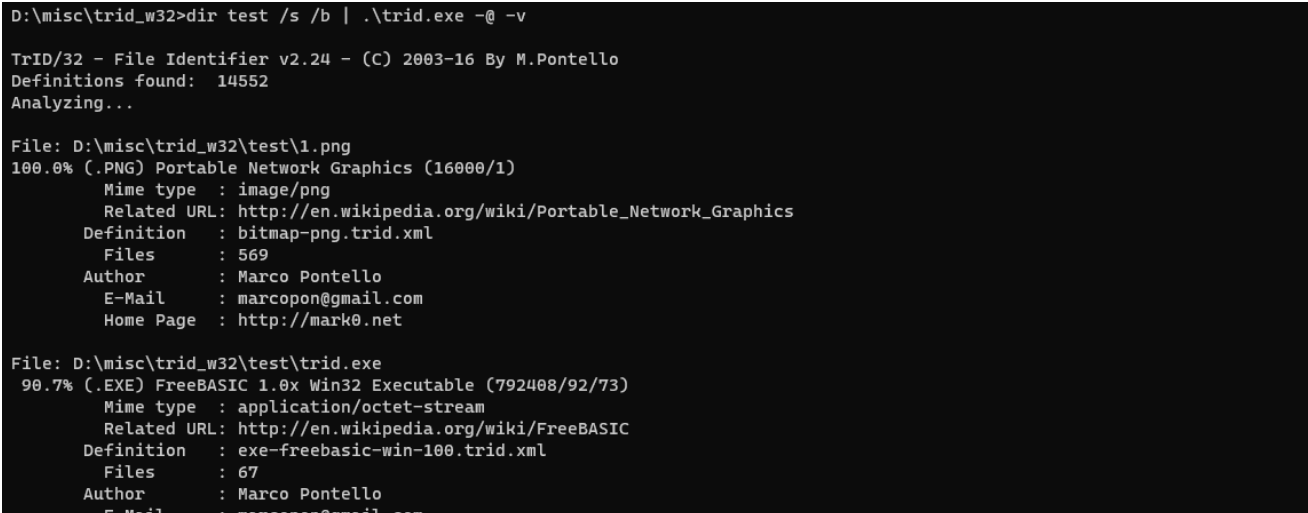 D:\misc\trid_w32>dir test /s /b | .\trid.exe -@ -v
TrID/32 - File Identifier v2.24 - (C) 2003-16 By M.Pontello
Definitions found:  14552
Analyzing...
File: D:\misc\trid_w32\test\1.png
100.0% (.PNG) Portable Network Graphics (16000/1)
Mime type  : image/png
Related URL: http://en.wikipedia.org/wiki/Portable_Network_Graphics
Definition   : bitmap-png.trid.xml
Files      : 569
Author       : Marco Pontello
E-Mail     : marcopon@gmail.com
Home Page  : http://mark0.net
File: D:\misc\trid_w32\test\trid.exe
90.7% (.EXE) FreeBASIC 1.0x Win32 Executable (792408/92/73)
Mime type  : application/octet-stream
Related URL: http://en.wikipedia.org/wiki/FreeBASIC
Definition   : exe-freebasic-win-100.trid.xml
Files      : 67
Author       : Marco Pontello